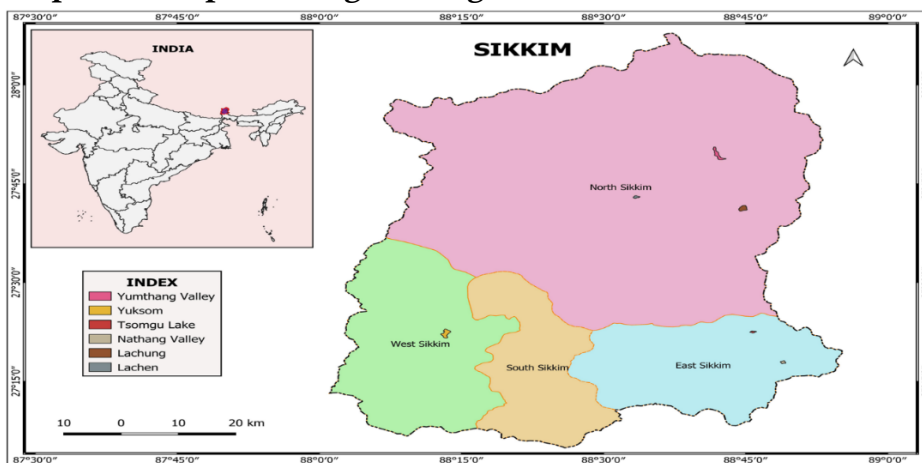 87°30'0" 87°45'0" 88°0'0" 88°15'0" 88°30'0" 88°45'0" 89°0'0"
INDIA
SIKKIM
28°0'0"
27°45'0"
North Sikkim
27°30'0"
INDEX
Yumthang Valley
Yuksom
Tsomgu Lake
Nathang Valley
Lachung
Lachen
West Sikkim
South Sikkim
East Sikkim
27°15'0"
10 0 10 20 km
87°30'0" 87°45'0" 88°0'0" 88°15'0" 88°30'0" 88°45'0" 89°0'0"